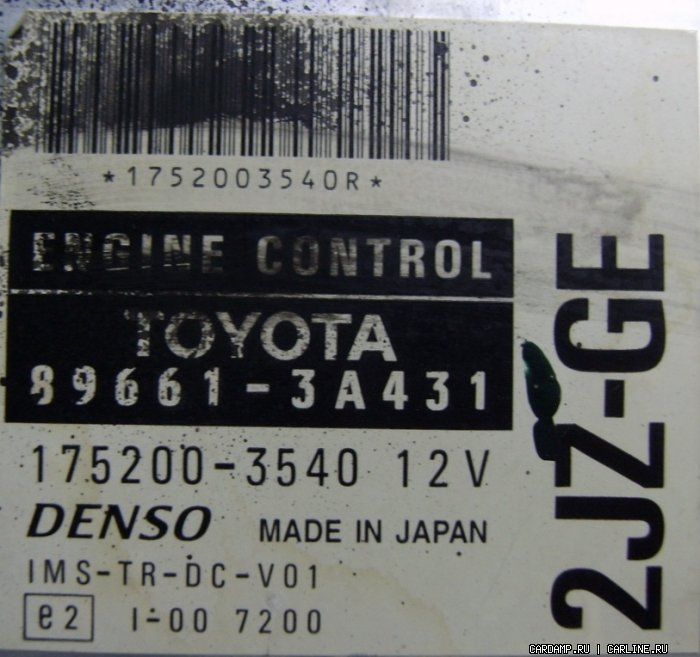 *1752003540R*
ENGINE CONTROL
TOYOTA
89661-3A431
175200-3540 12V
DENSO MADE IN JAPAN
IMS-TR-DC-V01
e2 I-00 7200
2JZ-GE
CARDAMP.RU | CARLINE.RU